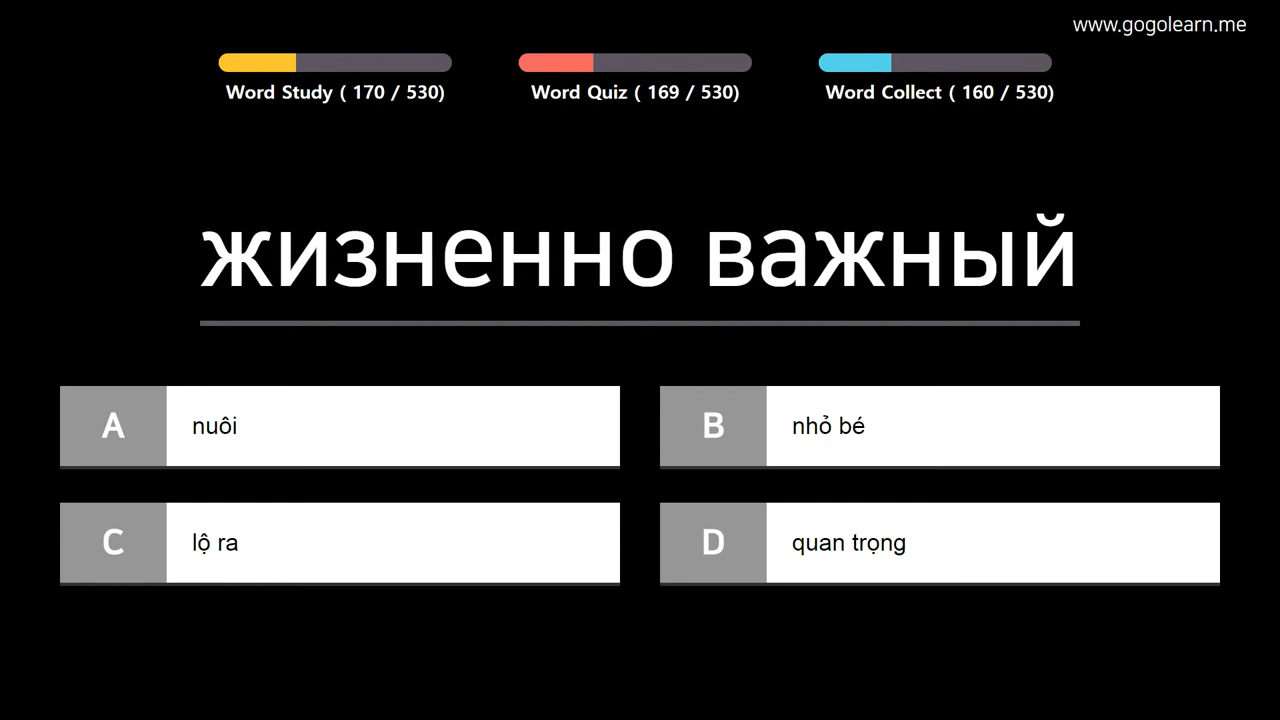 www.gogolearn.me
Word Study ( 170 / 530)
Word Quiz ( 169 / 530)
Word Collect ( 160 / 530)
жизненно важный
A nuôi
B nhỏ bé
C lộ ra
D quan trọng